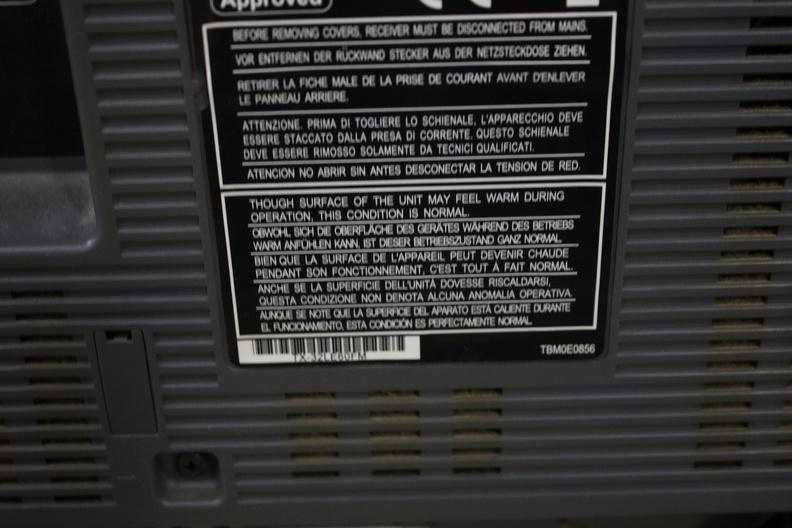 Approved
BEFORE REMOVING COVERS, RECEIVER MUST BE DISCONNECTED FROM MAINS.
VOR ENTFERNEN DER RÜCKWAND STECKER AUS DER NETZSTECKDOSE ZIEHEN.
RETIRER LA FICHE MALE DE LA PRISE DE COURANT AVANT D'ENLEVER
LE PANNEAU ARRIERE.
ATTENZIONE. PRIMA DI TOGLIERE LO SCHIENALE, L'APPARECCHIO DEVE
ESSERE STACCATO DALLA PRESA DI CORRENTE. QUESTO SCHIENALE
DEVE ESSERE RIMOSSO SOLAMENTE DA TECNICI QUALIFICATI.
ATENCION NO ABRIR SIN ANTES DESCONECTAR LA TENSION DE RED.
THOUGH SURFACE OF THE UNIT MAY FEEL WARM DURING
OPERATION, THIS CONDITION IS NORMAL.
OBWOHL SICH DIE OBERFLÄCHE DES GERÄTES WÄHREND DES BETRIEBS
WARM ANFÜHLEN KANN, IST DIESER BETRIEBSZUSTAND GANZ NORMAL.
BIEN QUE LA SURFACE DE L'APPAREIL PEUT DEVENIR CHAUDE
PENDANT SON FONCTIONNEMENT, C'EST TOUT À FAIT NORMAL.
ANCHE SE LA SUPERFICIE DELL'UNITÀ DOVESSE RISCALDARSI,
QUESTA CONDIZIONE NON DENOTA ALCUNA ANOMALIA OPERATIVA.
AUNQUE SE NOTE QUE LA SUPERFICIE DEL APARATO ESTÁ CALIENTE DURANTE
EL FUNCIONAMIENTO, ESTA CONDICIÓN ES PERFECTAMENTE NORMAL.
TX-32LE60FM
TBM0E0856